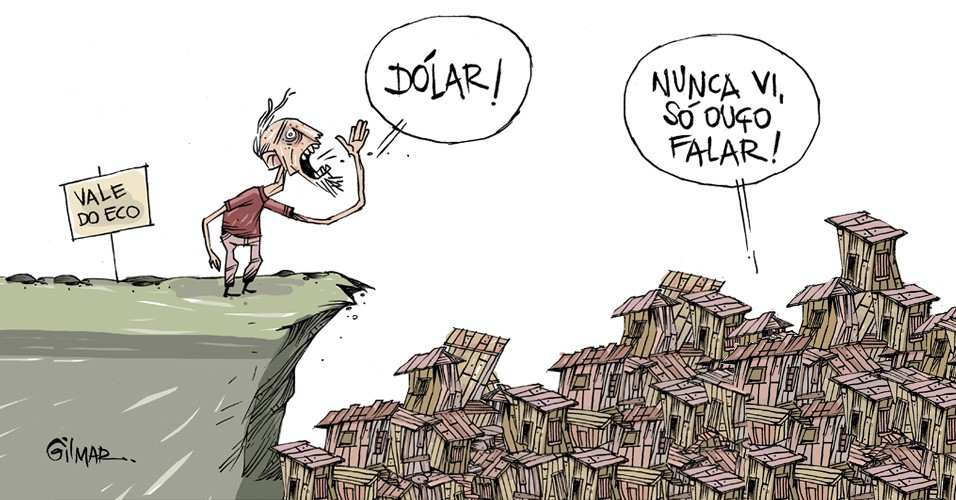 DÓLAR!
NUNCA VI,
SÓ OUÇO
FALAR!
VALE
DO ECO
GILMAR